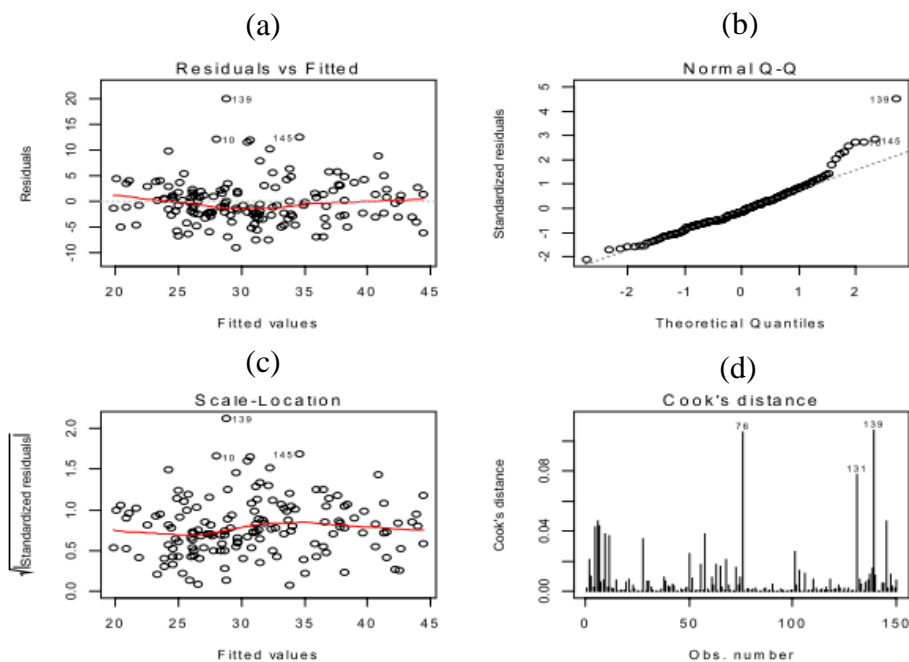 (a)
Residuals vs Fitted
Residuals
20
15
10
5
0
-5
-10
139
10
145
20 25 30 35 40 45
Fitted values
(b)
Normal Q-Q
Standardized residuals
5
4
3
2
1
0
-1
-2
139
145
-2 -1 0 1 2
Theoretical Quantiles
(c)
Scale-Location
√|Standardized residuals|
2.0
1.5
1.0
0.5
0.0
139
10
145
20 25 30 35 40 45
Fitted values
(d)
Cook's distance
Cook's distance
0.08
0.04
0.00
76
131
139
0 50 100 150
Obs. number